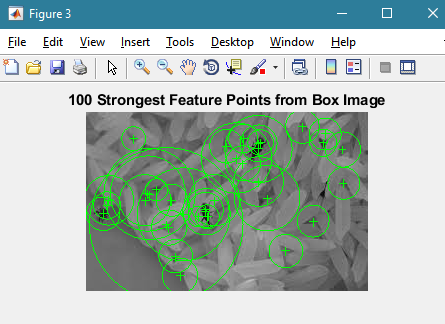 Figure 3
File Edit View Insert Tools Desktop Window Help
100 Strongest Feature Points from Box Image